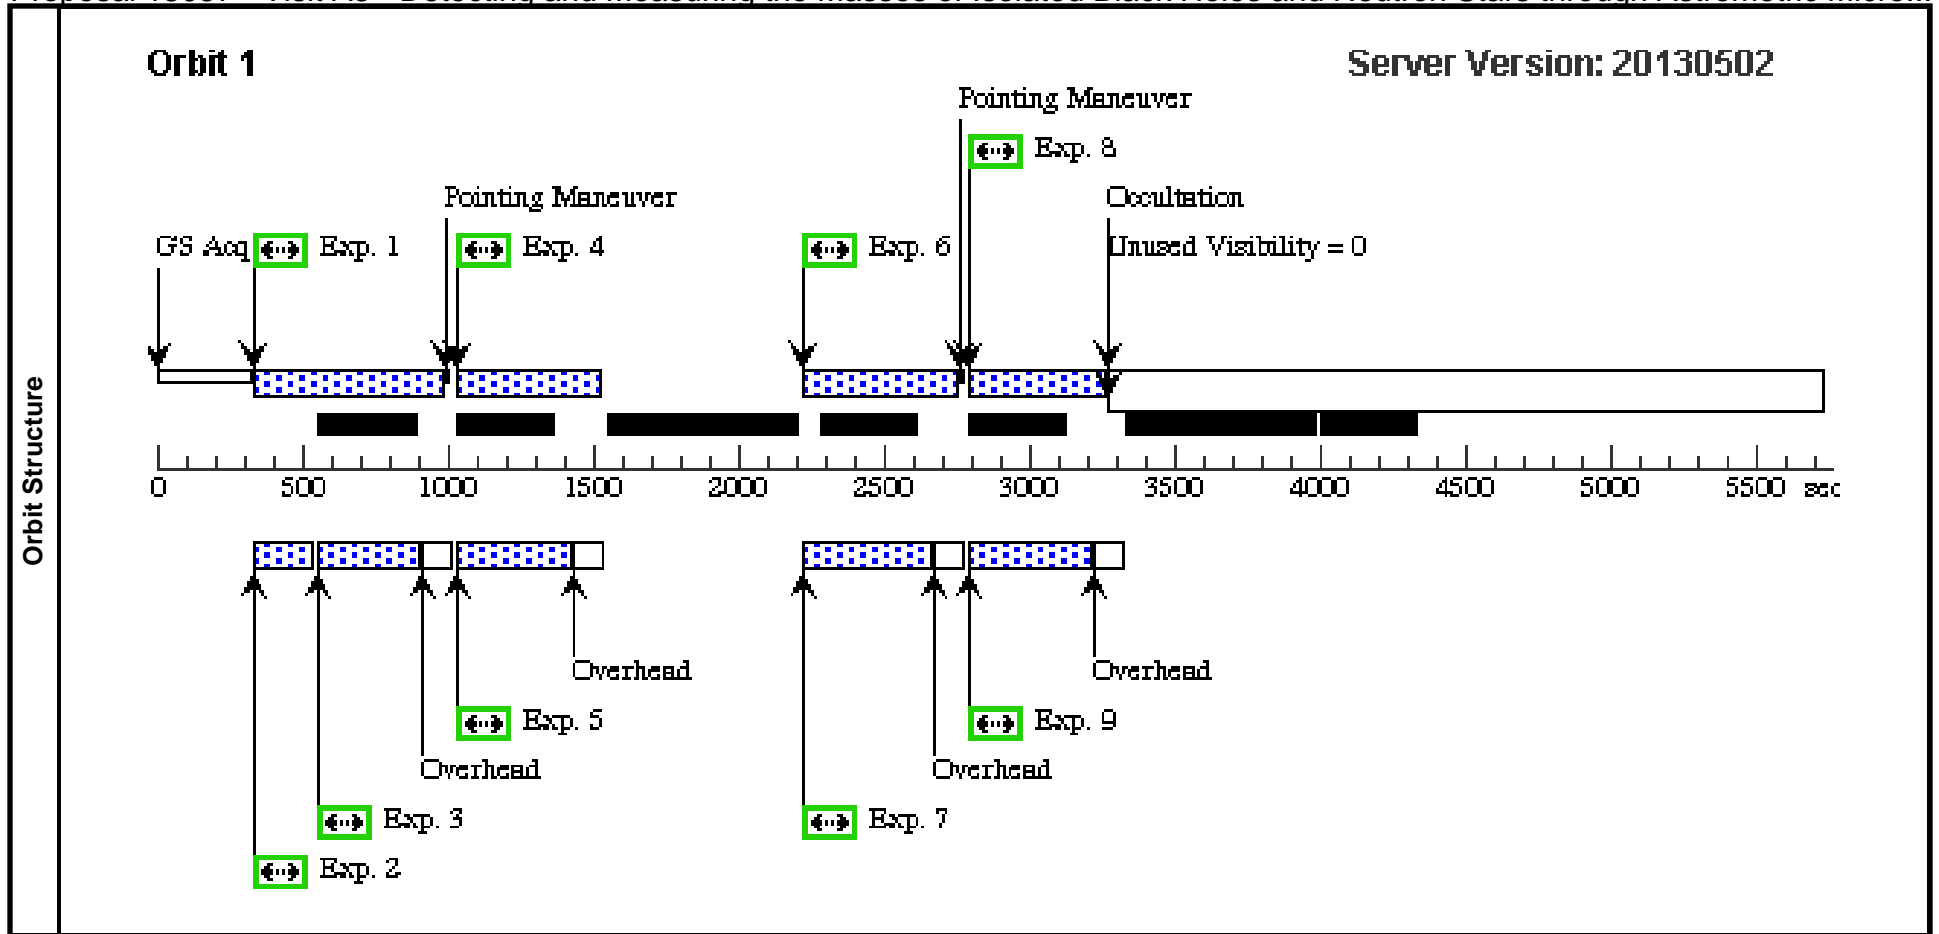 Orbit Structure
Orbit 1
Server Version: 20130502
Pointing Maneuver
Exp. 8
Pointing Maneuver
Occultation
GS Acq
Exp. 1
Exp. 4
Exp. 6
Unused Visibility = 0
0 500 1000 1500 2000 2500 3000 3500 4000 4500 5000 5500 sec
Overhead
Overhead
Exp. 5
Exp. 9
Overhead
Overhead
Exp. 3
Exp. 7
Exp. 2